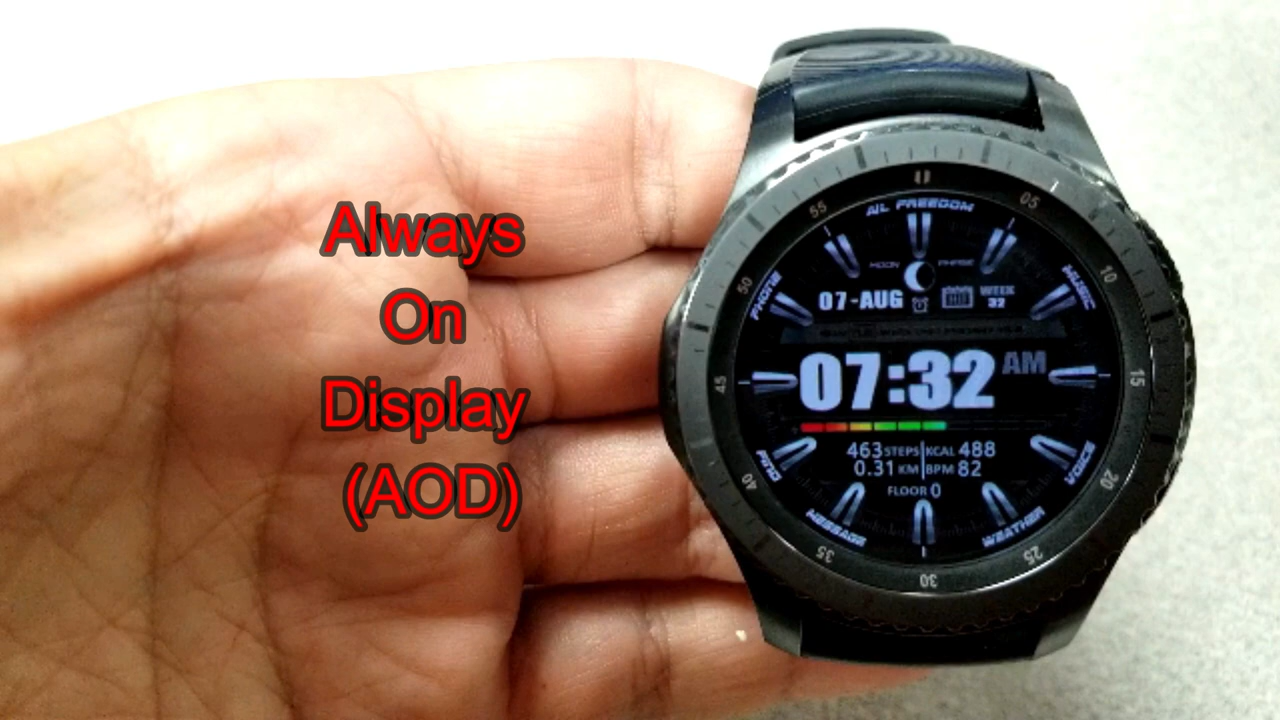 Always
On
Display
(AOD)
55
05
50
10
45
15
40
20
35
25
30
A/L FREEDOM
PHONE
MUSIC
MOON PHASE
07-AUG
WEEK
32
07:32 AM
463 STEPS KCAL 488
0.31 KM BPM 82
FLOOR 0
FIND
VOICE
MESSAGE
WEATHER